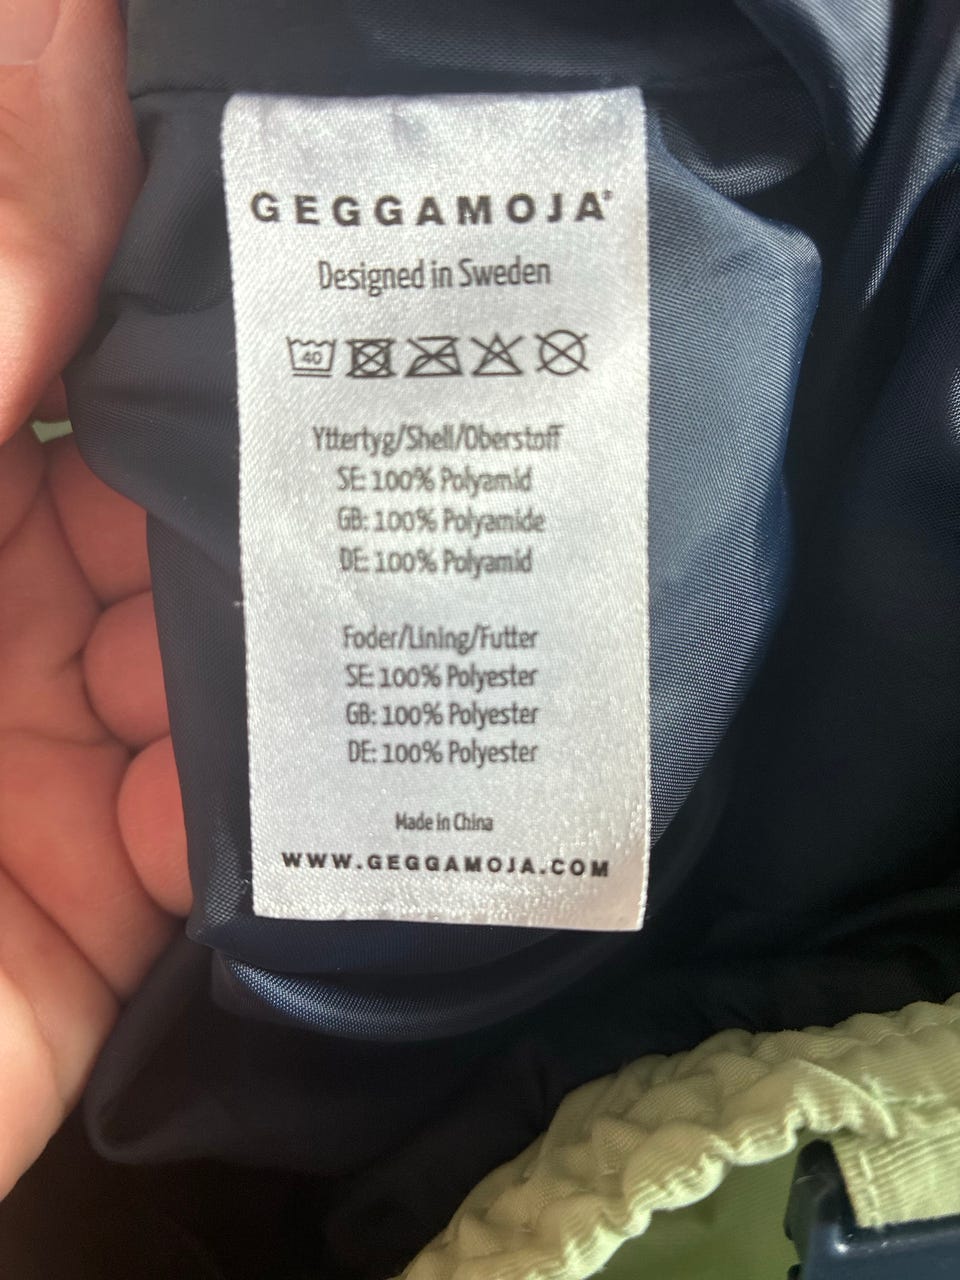 GEGGAMOJA®
Designed in Sweden
40
Yttertyg/Shell/Oberstoff
SE: 100% Polyamid
GB: 100% Polyamide
DE: 100% Polyamid
Foder/Lining/Futter
SE: 100% Polyester
GB: 100% Polyester
DE: 100% Polyester
Made in China
WWW.GEGGAMOJA.COM